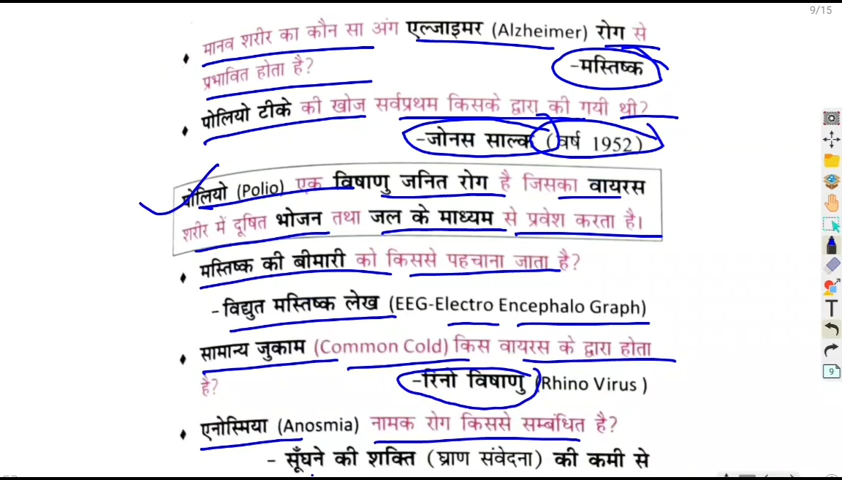 9/15
♦ मानव शरीर का कौन सा अंग एल्जाइमर (Alzheimer) रोग से
प्रभावित होता है?
-मस्तिष्क
♦ पोलियो टीके की खोज सर्वप्रथम किसके द्वारा की गयी थी?
-जोनस साल्क (वर्ष 1952)
पोलियो (Polio) एक विषाणु जनित रोग है जिसका वायरस
शरीर में दूषित भोजन तथा जल के माध्यम से प्रवेश करता है।
♦ मस्तिष्क की बीमारी को किससे पहचाना जाता है?
-विद्युत मस्तिष्क लेख (EEG-Electro Encephalo Graph)
♦ सामान्य जुकाम (Common Cold) किस वायरस के द्वारा होता
है?
-रिनो विषाणु (Rhino Virus )
♦ एनोस्मिया (Anosmia) नामक रोग किससे सम्बंधित है?
- सूँघने की शक्ति (घ्राण संवेदना) की कमी से
T
9